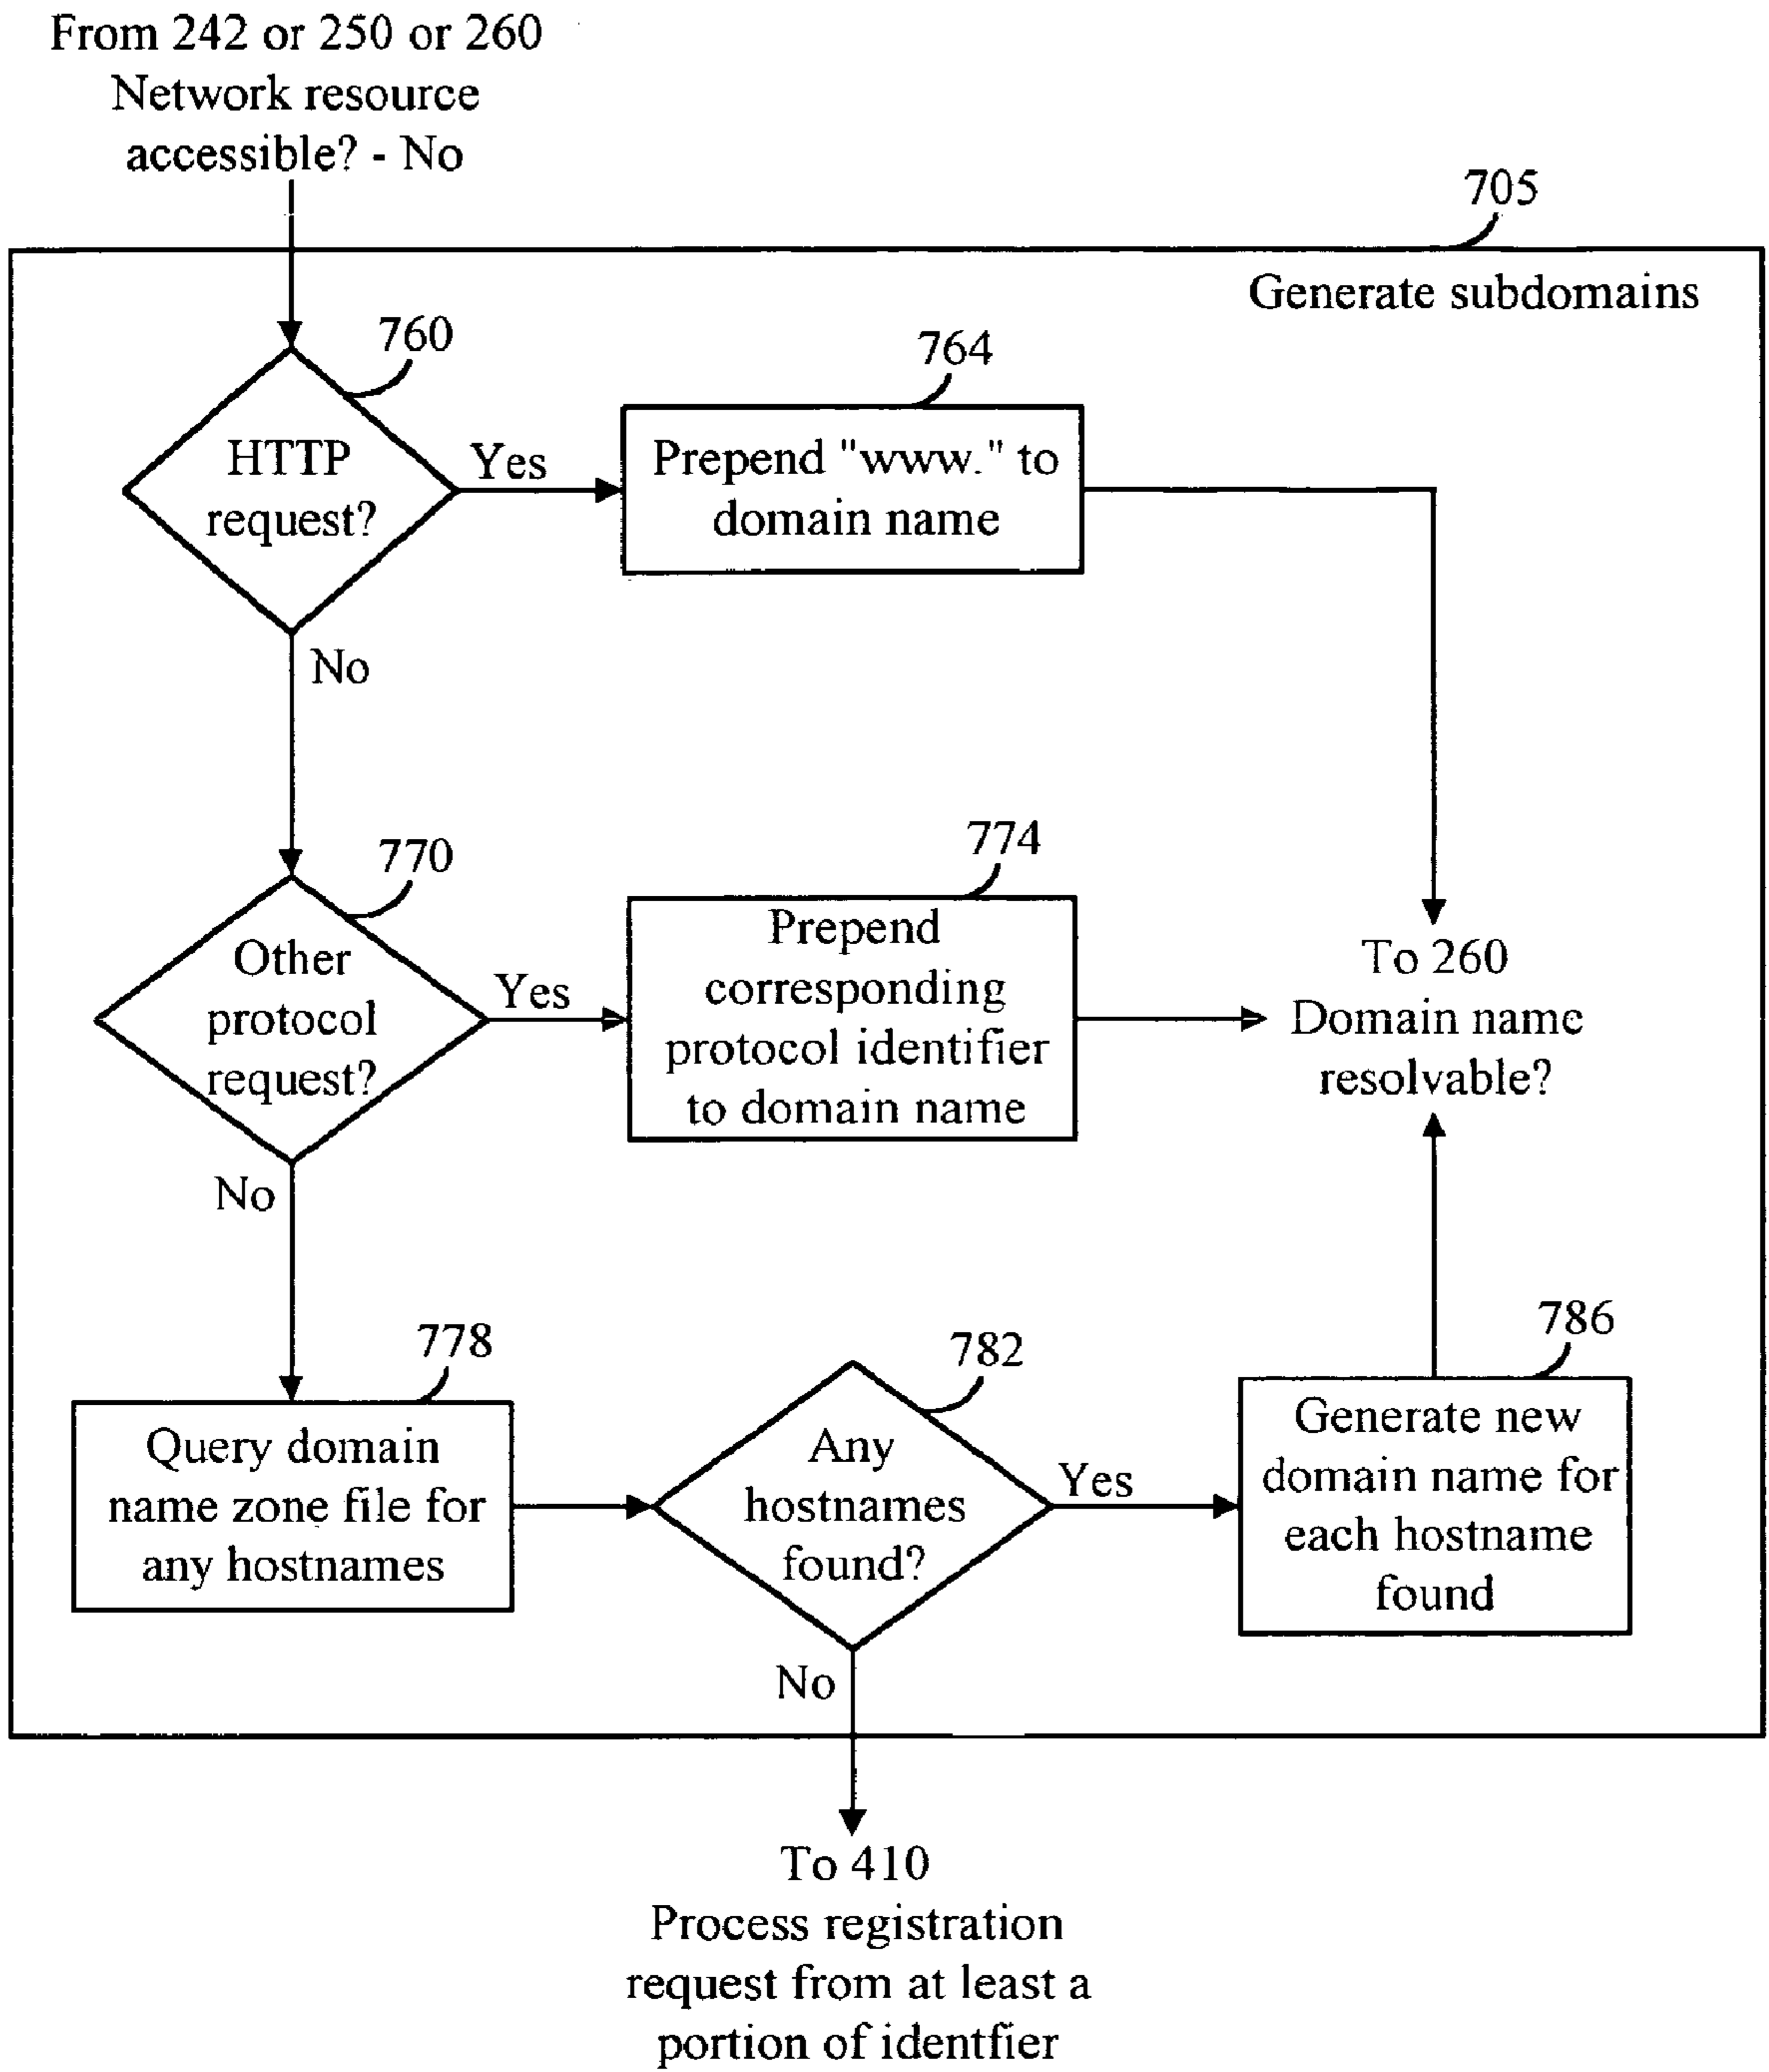 From 242 or 250 or 260
Network resource
accessible? - No
705
Generate subdomains
760
HTTP
request?
Yes
764
Prepend "www." to
domain name
No
770
Other
protocol
request?
Yes
774
Prepend
corresponding
protocol identifier
to domain name
To 260
Domain name
resolvable?
No
778
Query domain
name zone file for
any hostnames
782
Any
hostnames
found?
Yes
786
Generate new
domain name for
each hostname
found
No
To 410
Process registration
request from at least a
portion of identfier